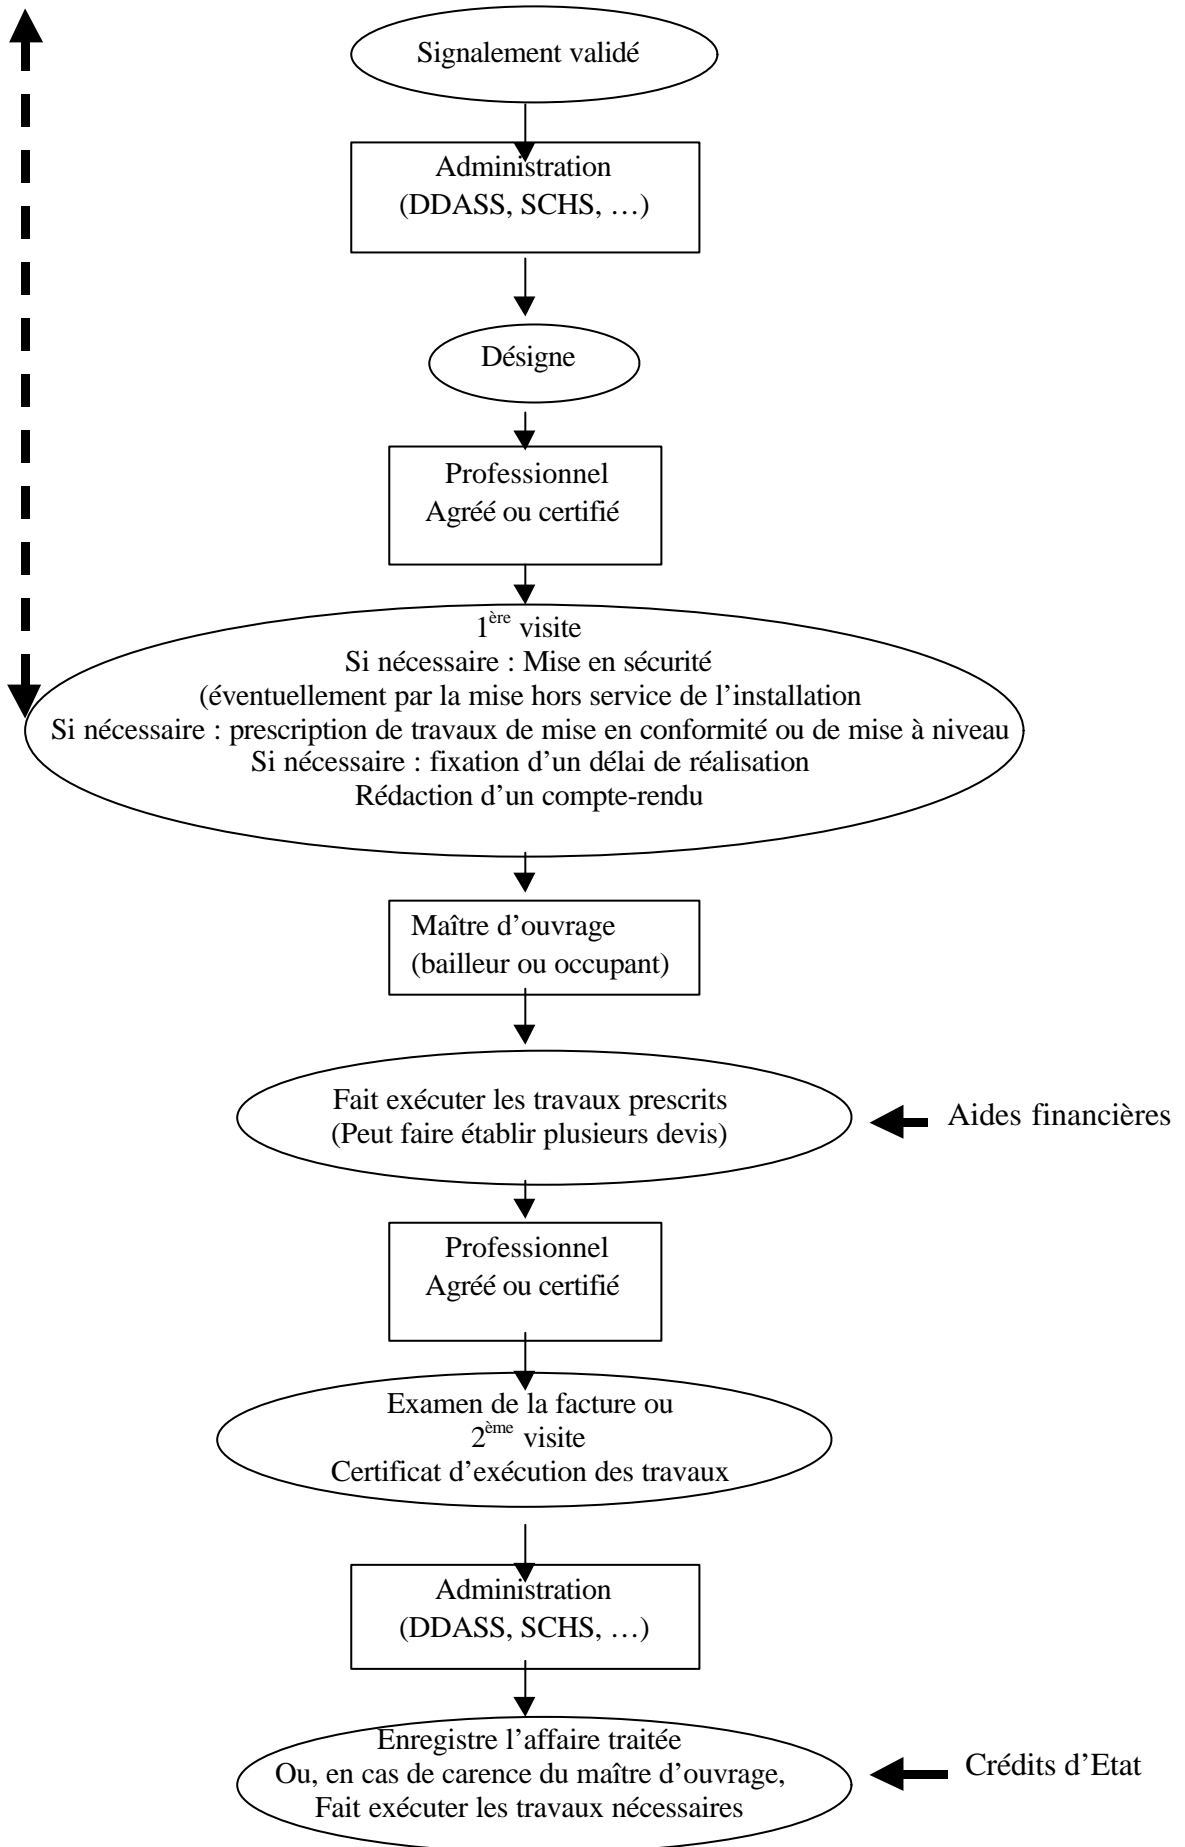 Signalement validé
Administration
(DDASS, SCHS, …)
Désigne
Professionnel
Agréé ou certifié
1ère visite
Si nécessaire : Mise en sécurité
(éventuellement par la mise hors service de l’installation
Si nécessaire : prescription de travaux de mise en conformité ou de mise à niveau
Si nécessaire : fixation d’un délai de réalisation
Rédaction d’un compte-rendu
Maître d’ouvrage
(bailleur ou occupant)
Fait exécuter les travaux prescrits
(Peut faire établir plusieurs devis)
Aides financières
Professionnel
Agréé ou certifié
Examen de la facture ou
2ème visite
Certificat d’exécution des travaux
Administration
(DDASS, SCHS, …)
Enregistre l’affaire traitée
Ou, en cas de carence du maître d’ouvrage,
Fait exécuter les travaux nécessaires
Crédits d’Etat